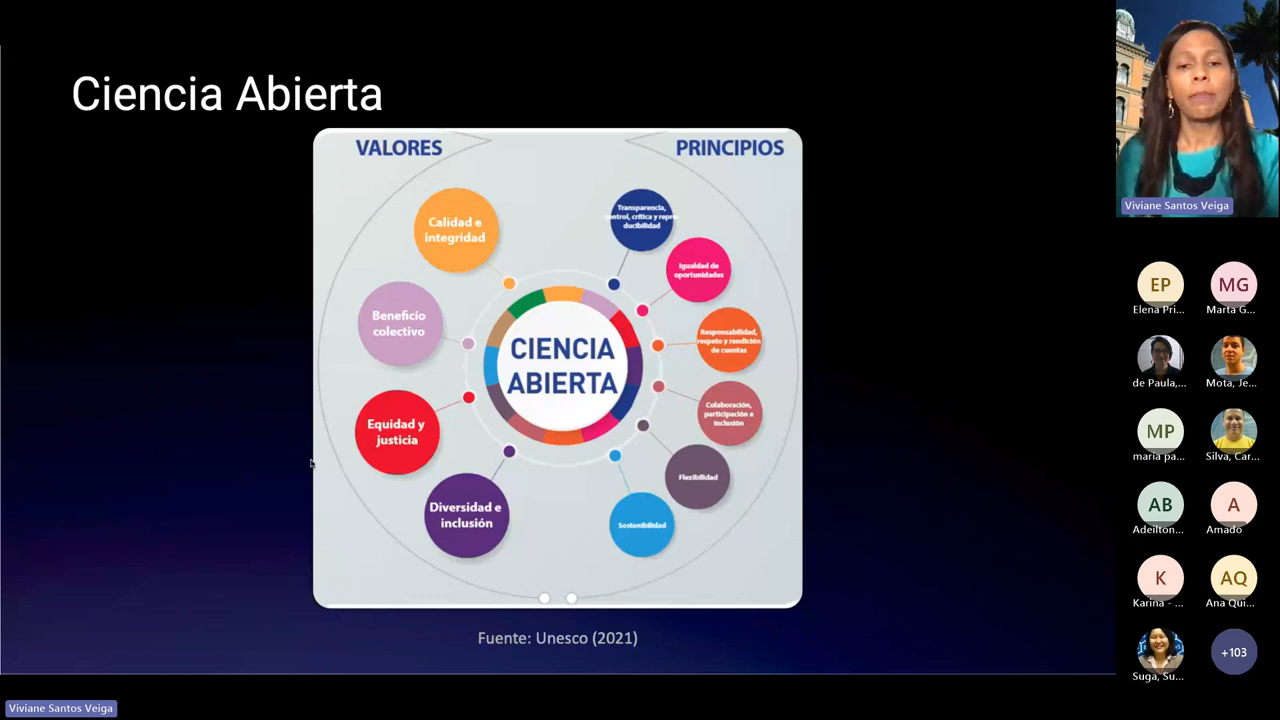 Ciencia Abierta
VALORES
PRINCIPIOS
Calidad e
integridad
Beneficio
colectivo
Equidad y
justicia
Diversidad e
inclusión
CIENCIA
ABIERTA
Transparencia,
control, crítica y repro-
ducibilidad
Igualdad de
oportunidades
Responsabilidad,
respeto y rendición
de cuentas
Colaboración,
participación e
inclusión
Flexibilidad
Sostenibilidad
Fuente: Unesco (2021)
Viviane Santos Veiga
EP
Elena Pri...
MG
Marta G...
de Paula,...
Mota, Je...
MP
maria pa...
Silva, Car...
AB
Adeilton...
A
Amado
K
Karina - ...
AQ
Ana Qui...
Suga, Su...
+103
Viviane Santos Veiga